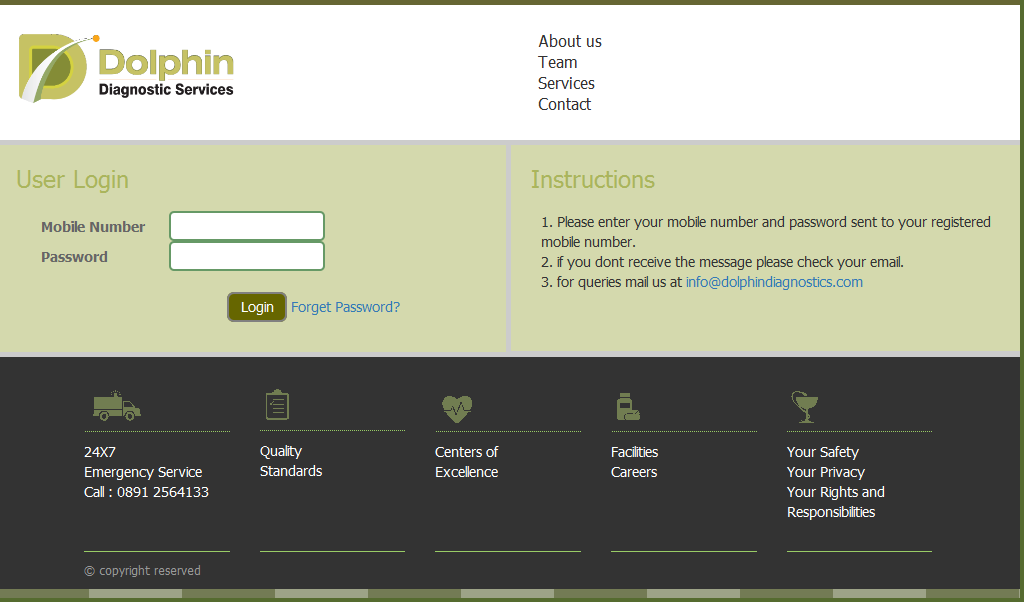 Dolphin
Diagnostic Services
About us
Team
Services
Contact
User Login
Mobile Number
Password
Login Forget Password?
Instructions
1. Please enter your mobile number and password sent to your registered
mobile number.
2. if you dont receive the message please check your email.
3. for queries mail us at info@dolphindiagnostics.com
24X7
Emergency Service
Call : 0891 2564133
Quality
Standards
Centers of
Excellence
Facilities
Careers
Your Safety
Your Privacy
Your Rights and
Responsibilities
© copyright reserved